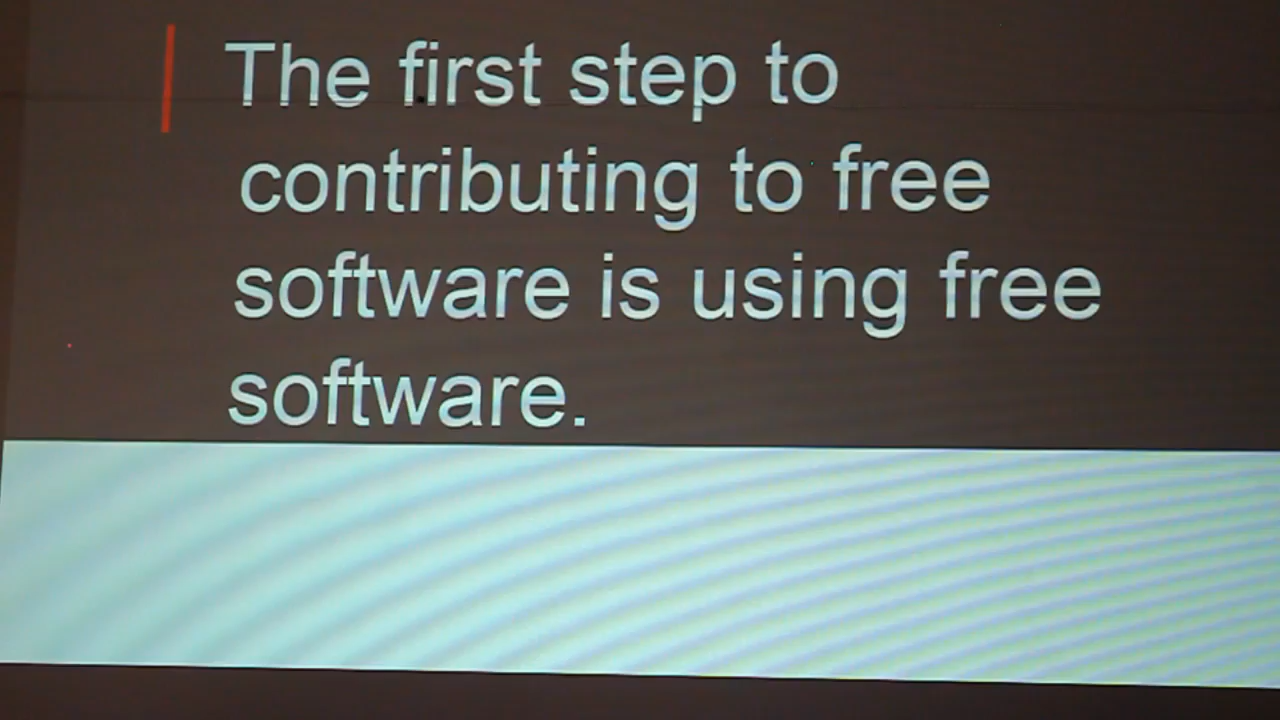 The first step to
contributing to free
software is using free
software.